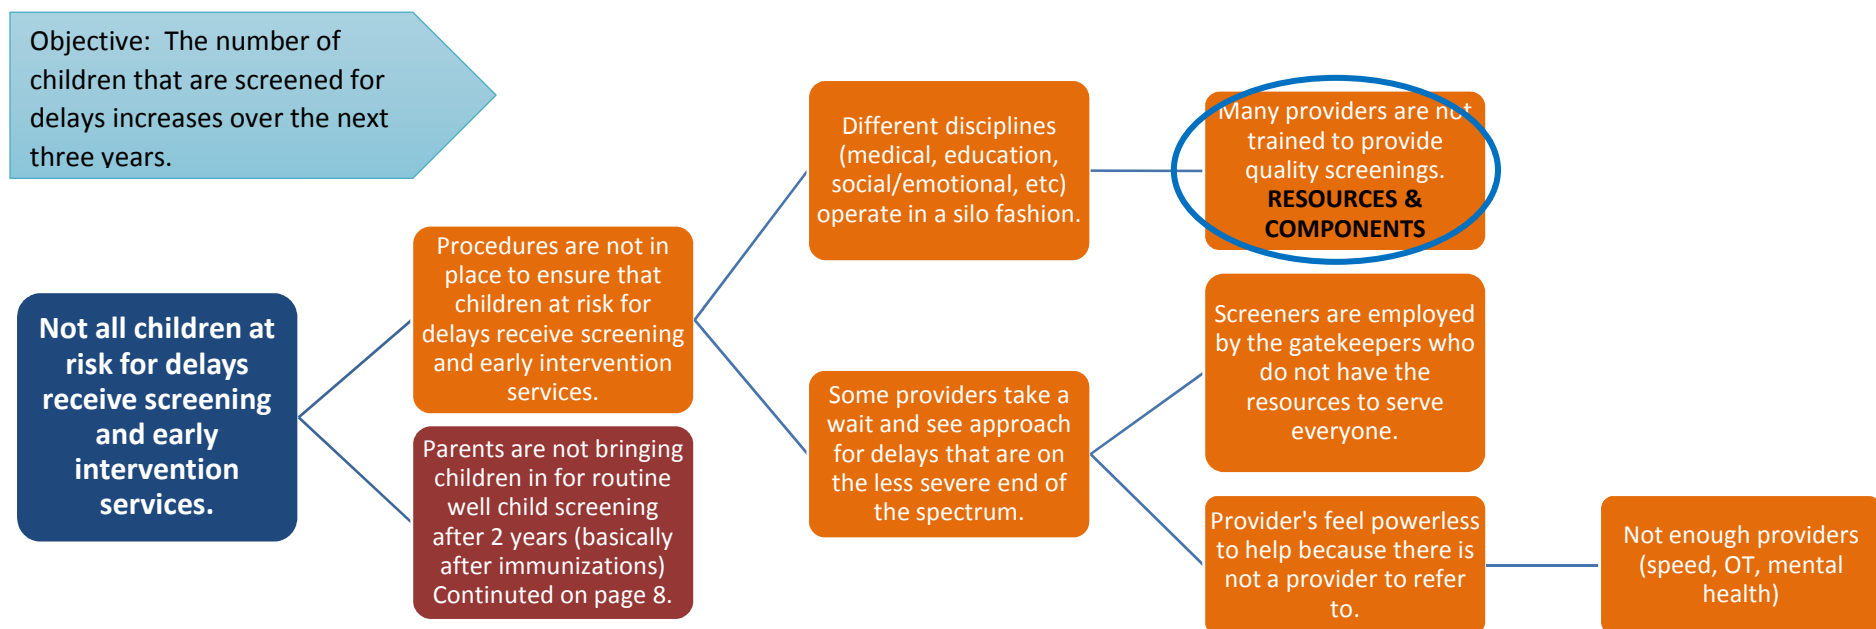 Objective:  The number of
children that are screened for
delays increases over the next
three years.
Not all children at
risk for delays
receive screening
and early
intervention
services.
Procedures are not in
place to ensure that
children at risk for
delays receive screening
and early intervention
services.
Parents are not bringing
children in for routine
well child screening
after 2 years (basically
after immunizations)
Continuted on page 8.
Different disciplines
(medical, education,
social/emotional, etc)
operate in a silo fashion.
Some providers take a
wait and see approach
for delays that are on
the less severe end of
the spectrum.
Many providers are not
trained to provide
quality screenings.
RESOURCES &
COMPONENTS
Screeners are employed
by the gatekeepers who
do not have the
resources to serve
everyone.
Provider's feel powerless
to help because there is
not a provider to refer
to.
Not enough providers
(speed, OT, mental
health)